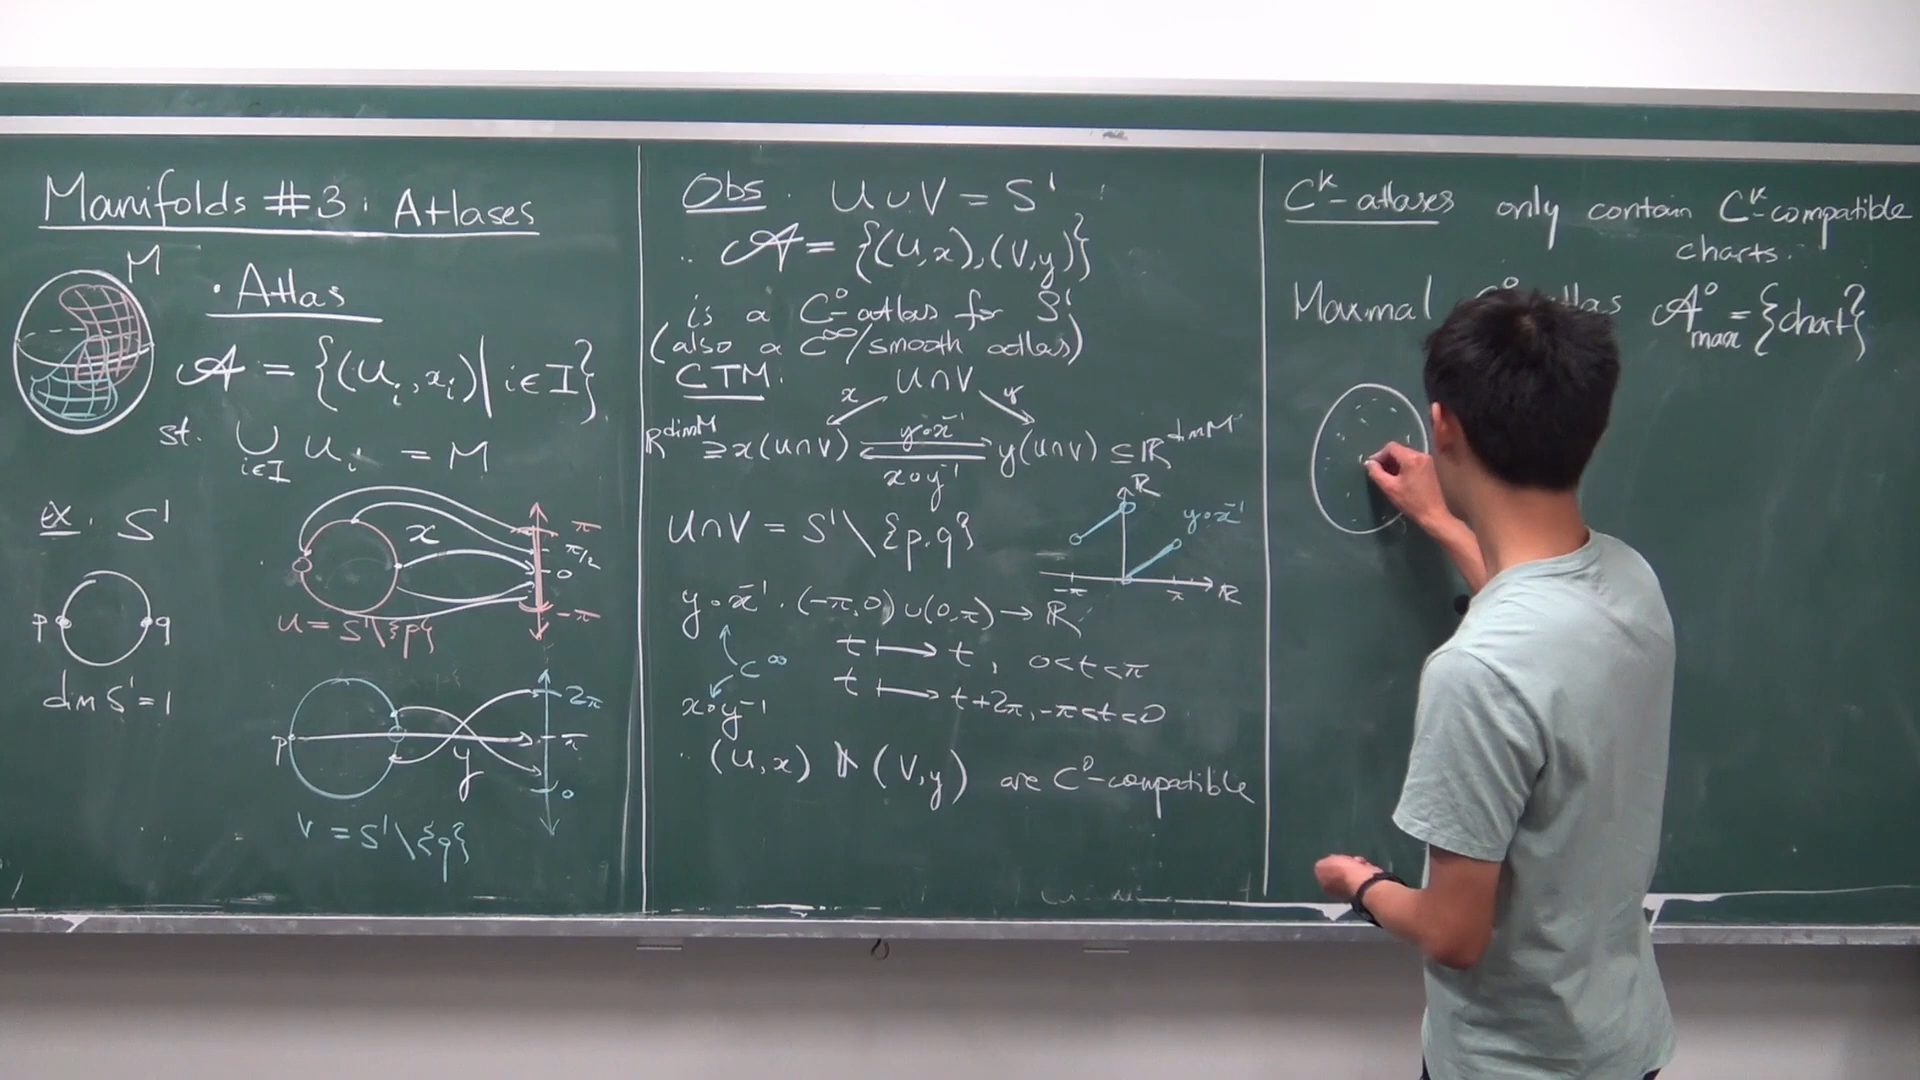 Manifolds #3: Atlases
M
· Atlas
𝒜 = {(Uᵢ, xᵢ) | i∈I}
st. ⋃ Uᵢ = M
i∈I
ex. S¹
p q
dim S¹ = 1
x
π
π/2
0
-π
U = S¹\{p}
p
y
2π
π
0
V = S¹\{q}
Obs. U∪V = S¹
∴ 𝒜 = {(U,x),(V,y)}
is a C⁰-atlas for S¹
(also a C^∞/smooth atlas)
CTM: U∩V
x y
ℝ^dimM ⊇ x(U∩V) y∘x⁻¹ y(U∩V) ⊆ ℝ^dimM
x∘y⁻¹
U∩V = S¹\{p,q}
ℝ
y∘x⁻¹
-π π ℝ
y∘x⁻¹: (-π,0)∪(0,π) → ℝ
t ↦ t, 0<t<π
C^∞
t ↦ t+2π, -π<t<0
x∘y⁻¹
∴ (U,x) & (V,y) are C⁰-compatible
C^k-atlases only contain C^k-compatible
charts.
Maximal 𝒜⁰max = {chart}